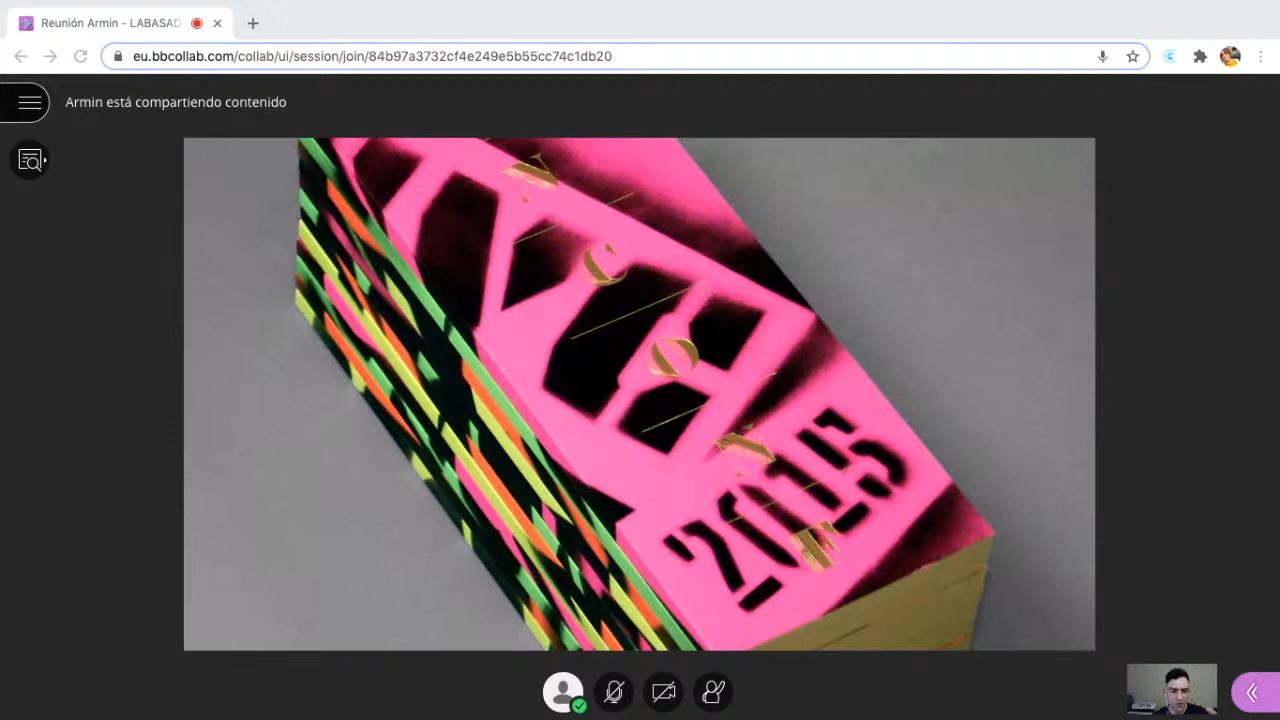 Reunión Armin - LABASAD
eu.bbcollab.com/collab/ui/session/join/84b97a3732cf4e249e5b55cc74c1db20
Armin está compartiendo contenido
C
O
2015